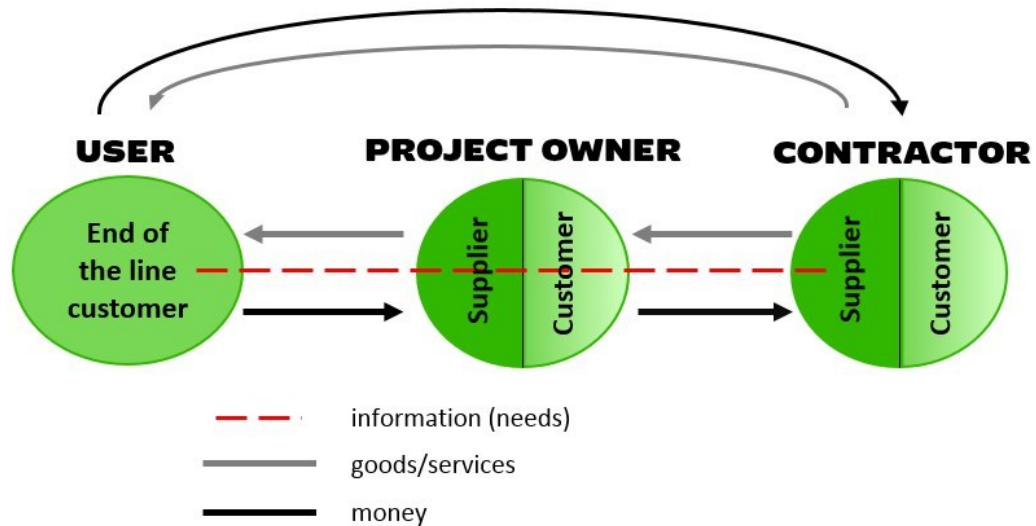 USER
PROJECT OWNER
CONTRACTOR
End of
the line
customer
Supplier
Customer
Supplier
Customer
information (needs)
goods/services
money